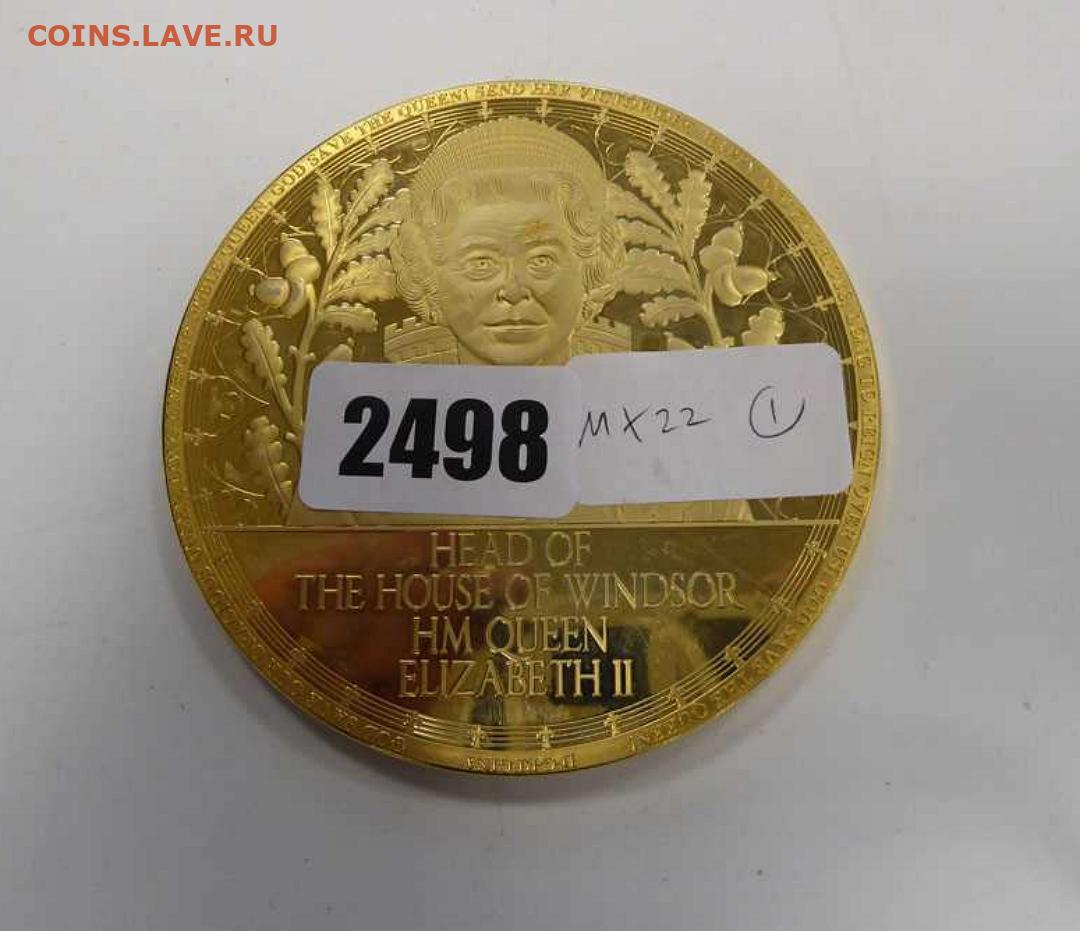 COINS.LAVE.RU
GOD SAVE THE QUEEN! SEND HER VICTORIOUS, HAPPY
2498
MX22 1
HEAD OF
THE HOUSE OF WINDSOR
HM QUEEN
ELIZABETH II